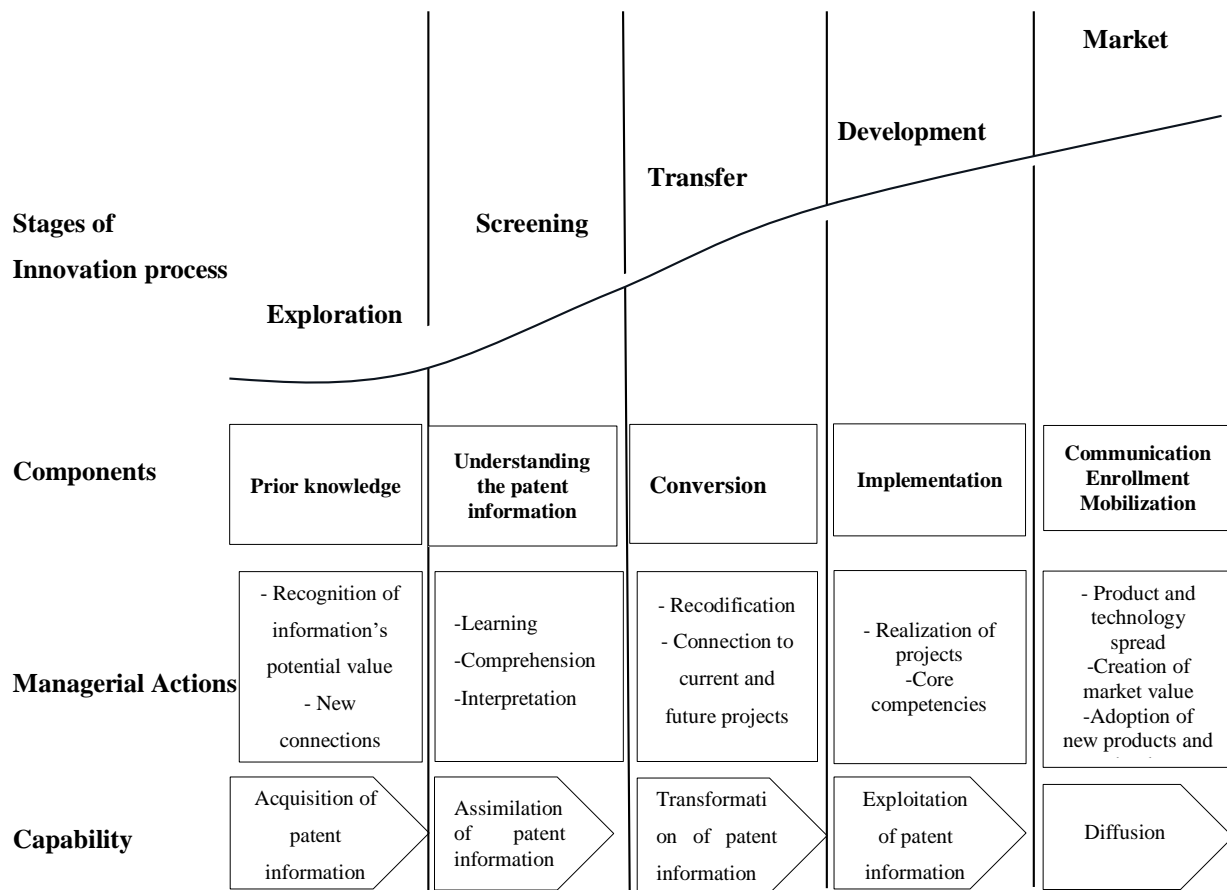 Market
Development
Transfer
Screening
Exploration
Stages of
Innovation process
Components
Prior knowledge
Understanding
the patent
information
Conversion
Implementation
Communication
Enrollment
Mobilization
Managerial Actions
- Recognition of
information's
potential value
- New
connections
-Learning
-Comprehension
-Interpretation
- Recodification
- Connection to
current and
future projects
- Realization of
projects
-Core
competencies
- Product and
technology
spread
-Creation of
market value
-Adoption of
new products and
Capability
Acquisition of
patent
information
Assimilation
of patent
information
Transformati
on of patent
information
Exploitation
of patent
information
Diffusion